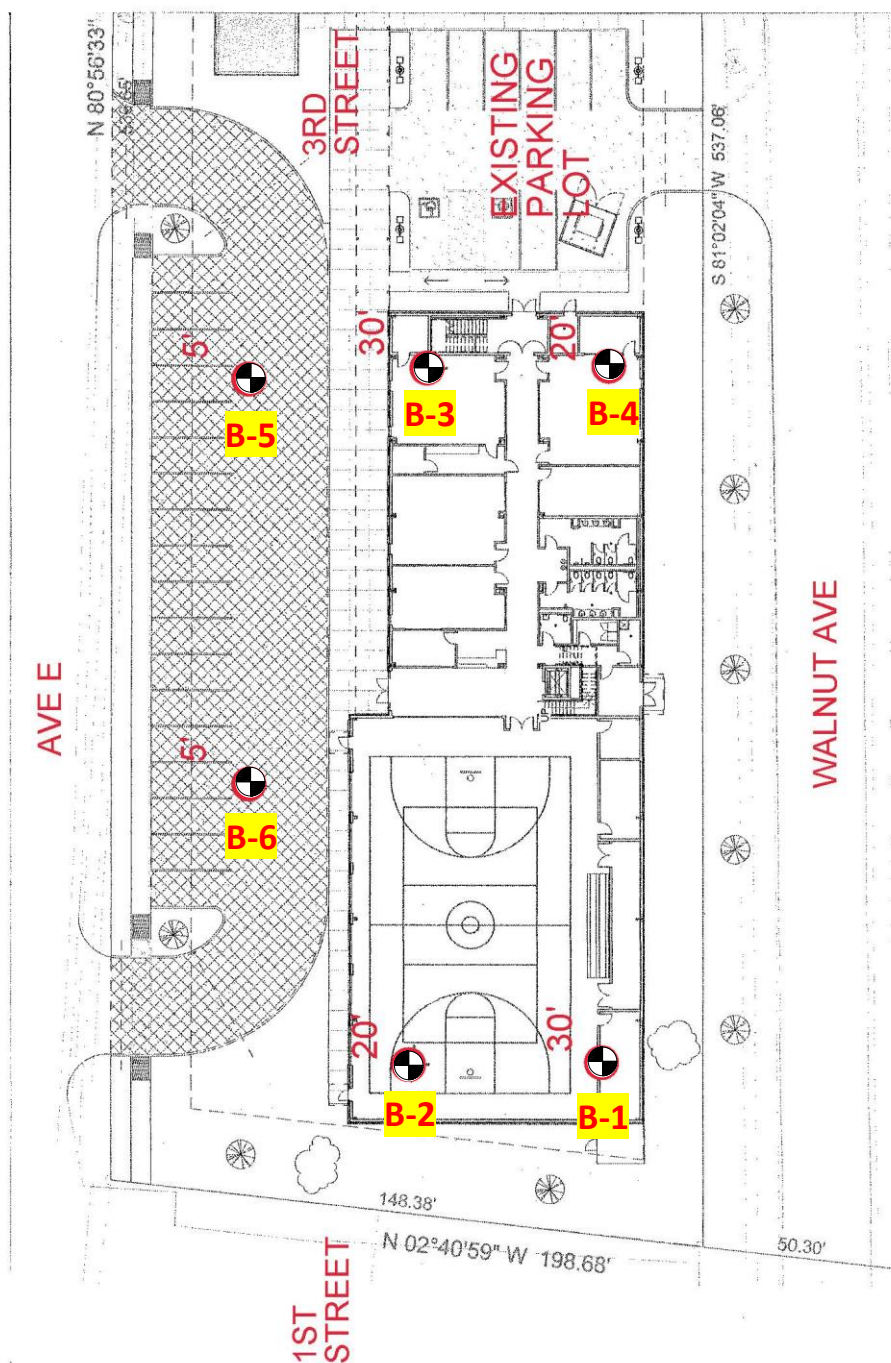 N 80°56'33"
3RD
STREET
EXISTING
PARKING
LOT
S 81°02'04" W 537.06'
5'
30'
20'
B-5
B-3
B-4
AVE E
WALNUT AVE
UP
5'
B-6
20'
30'
B-2
B-1
148.38'
N 02°40'59" W 198.68'
50.30'
1ST
STREET